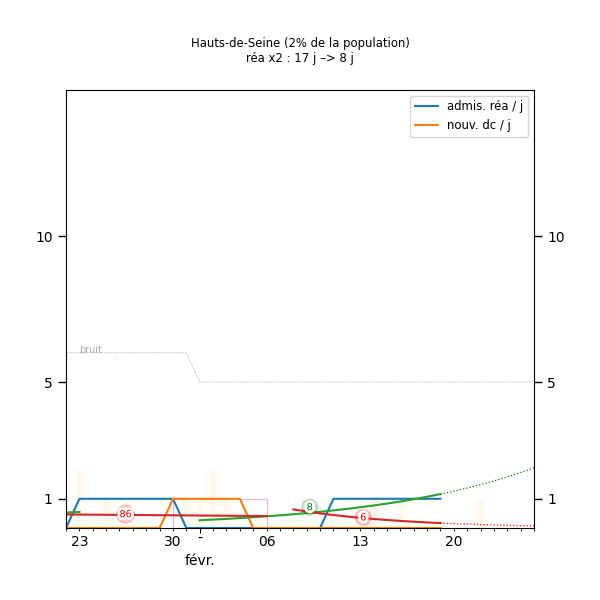 Hauts-de-Seine (2% de la population)
réa x2 : 17 j –> 8 j
admis. réa / j
nouv. dc / j
10 10
bruit
5 5
86 8 6
1 1
23 30 - 06 13 20
févr.